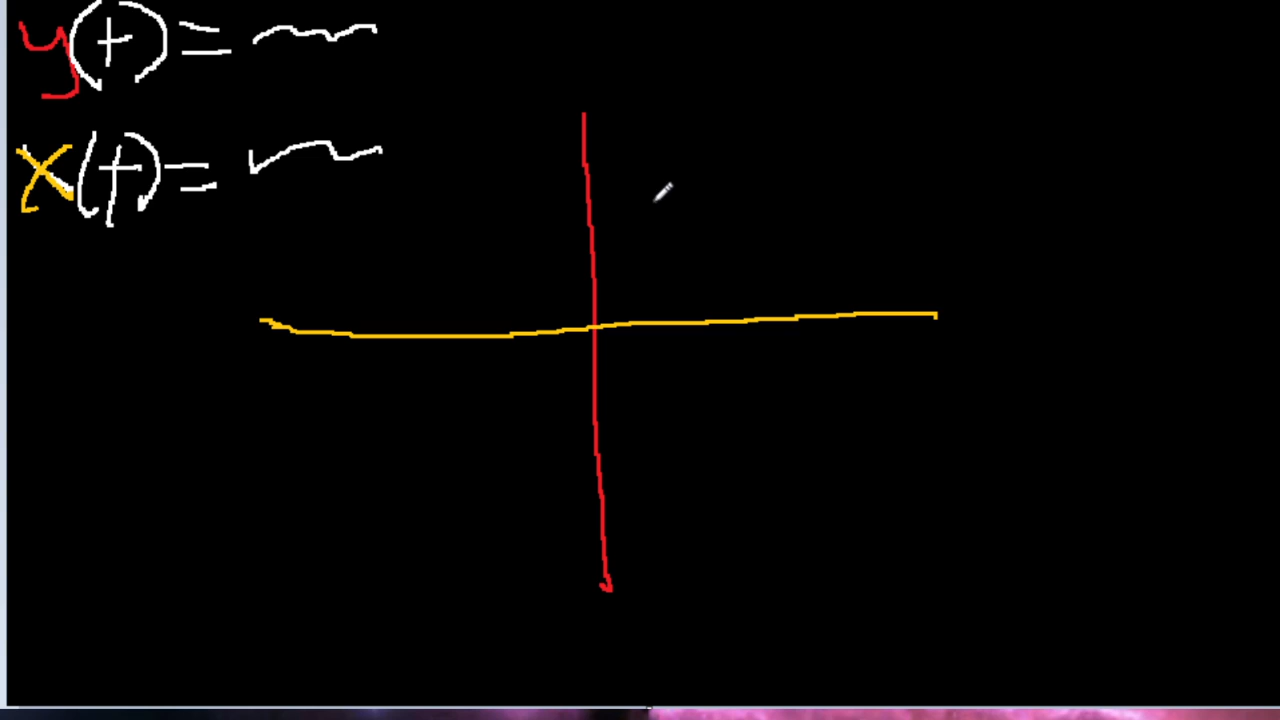 y(t) =
x(t) =